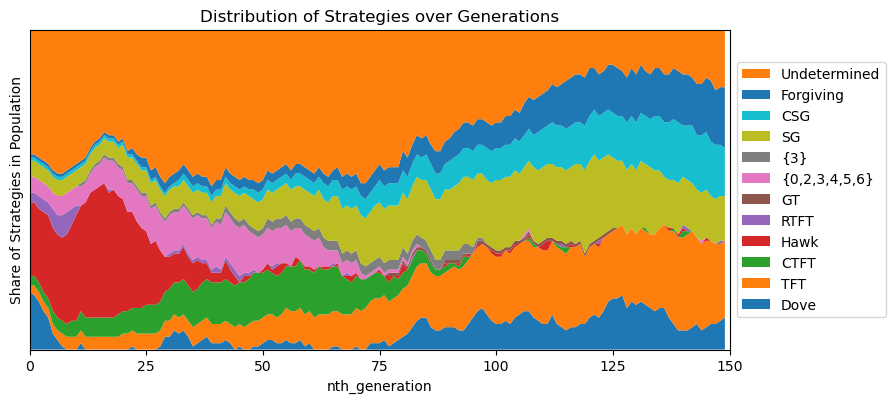 Distribution of Strategies over Generations
Share of Strategies in Population
0 25 50 75 100 125 150
nth_generation
Undetermined
Forgiving
CSG
SG
{3}
{0,2,3,4,5,6}
GT
RTFT
Hawk
CTFT
TFT
Dove